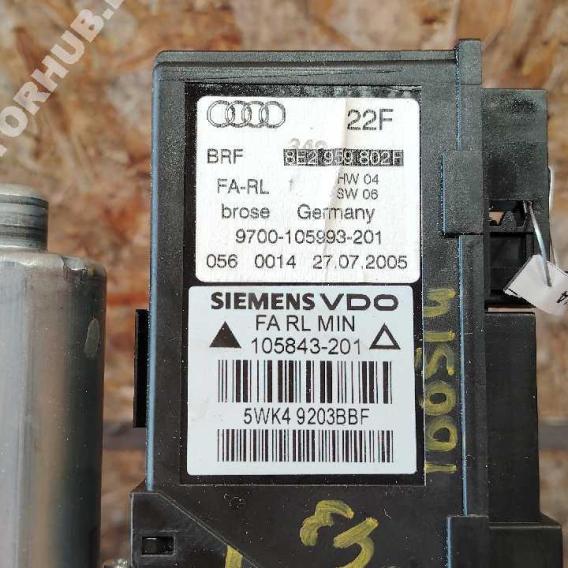 22F
BRF 8E2 959 802 F
FA-RL HW 04
SW 06
brose Germany
9700-105993-201
056 0014 27.07.2005
SIEMENS VDO
FA RL MIN
105843-201
5WK4 9203BBF